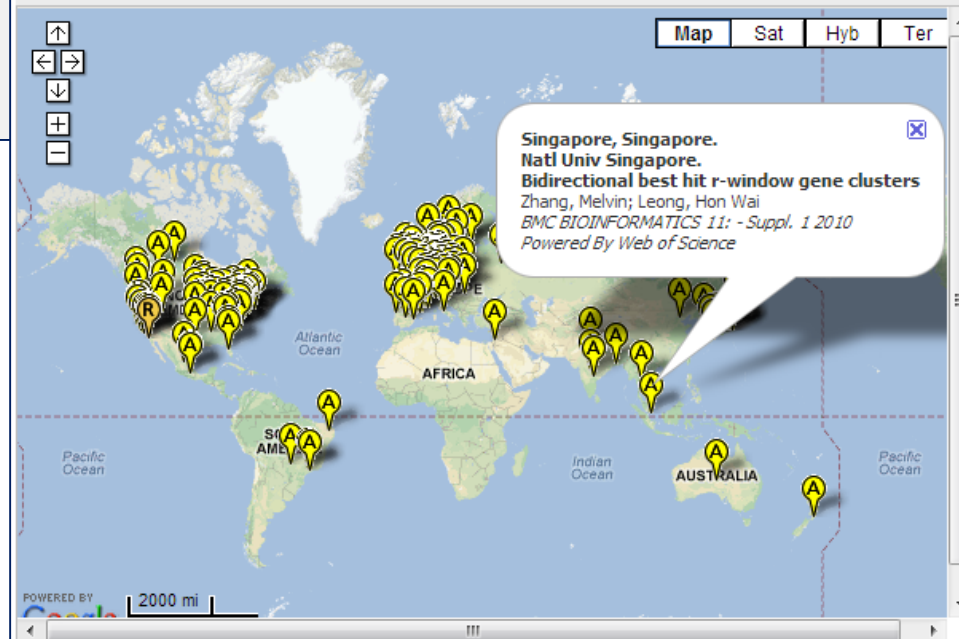 Map Sat Hyb Ter
Singapore, Singapore.
Natl Univ Singapore.
Bidirectional best hit r-window gene clusters
Zhang, Melvin; Leong, Hon Wai
BMC BIOINFORMATICS 11: - Suppl. 1 2010
Powered By Web of Science
R
A
Atlantic
Ocean
AFRICA
Pacific
Ocean
Indian
Ocean
AUSTRALIA
Pacific
Ocean
POWERED BY
Google
2000 mi